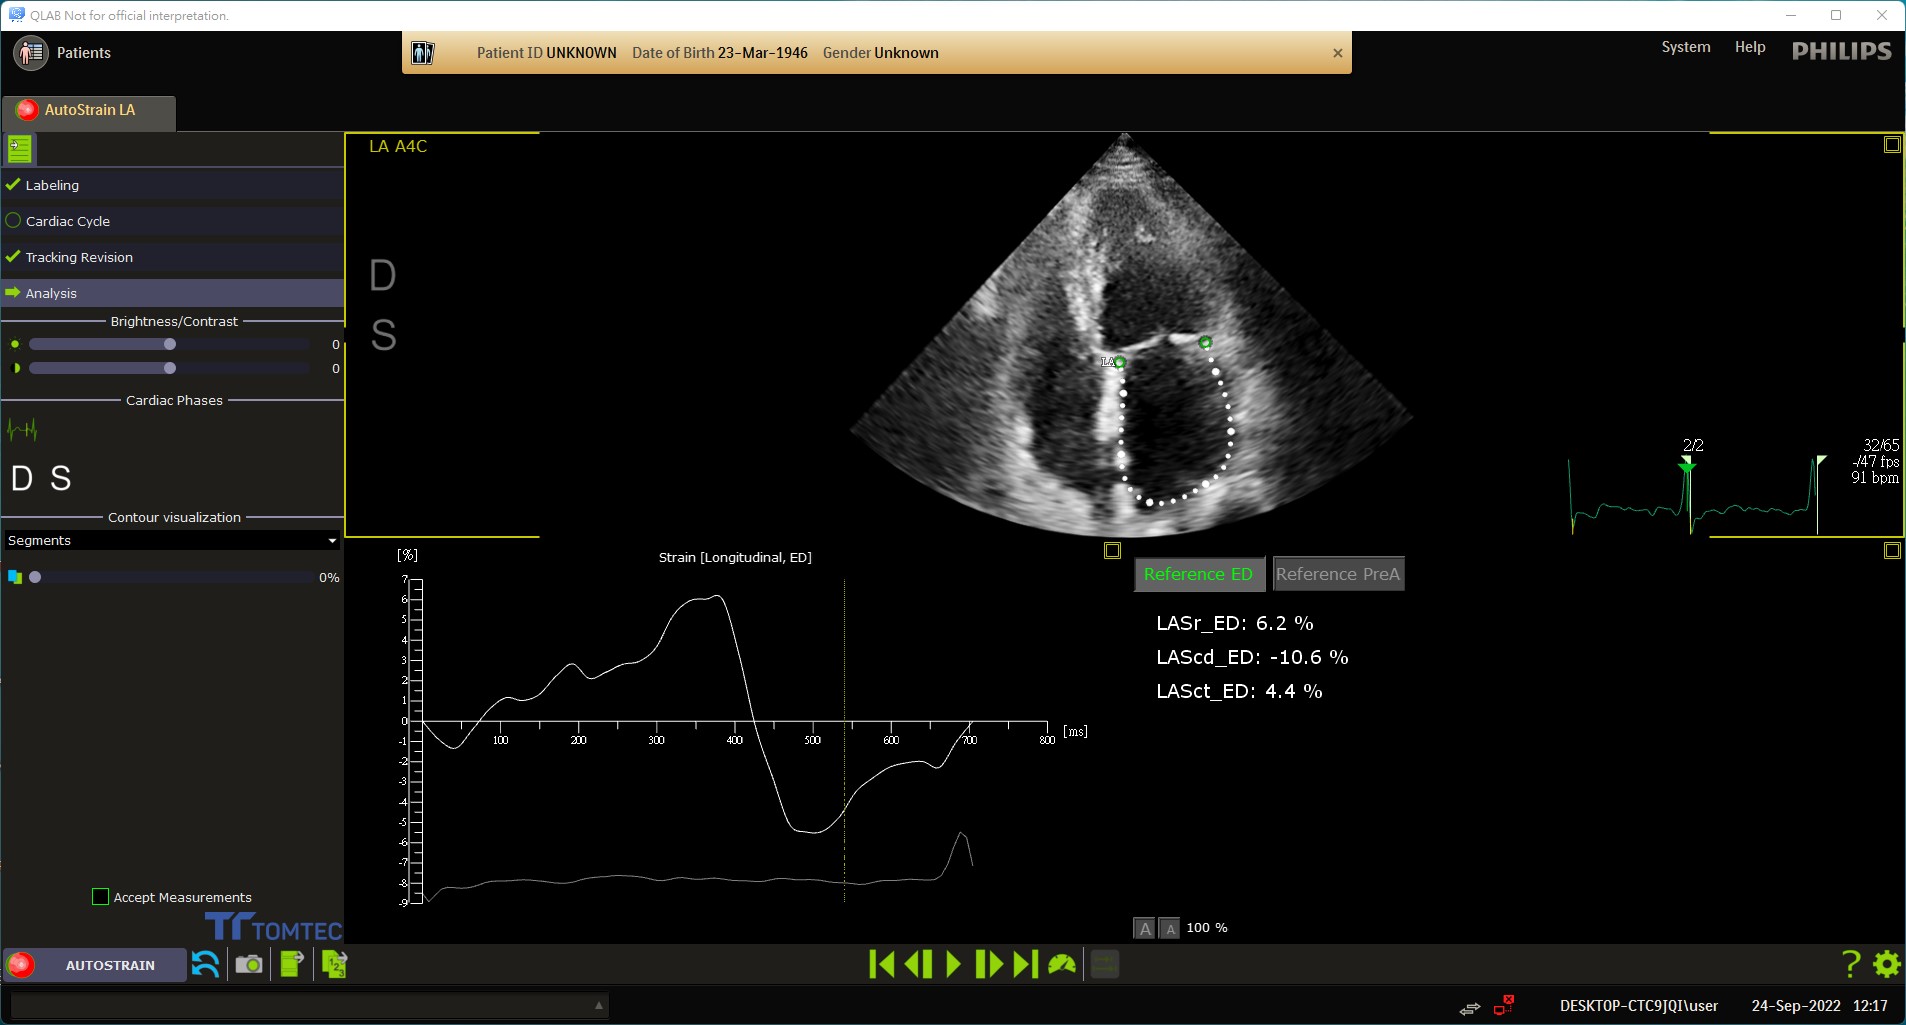 QLAB Not for official interpretation.
Patients
Patient ID UNKNOWN Date of Birth 23-Mar-1946 Gender Unknown
System Help PHILIPS
AutoStrain LA
Labeling
Cardiac Cycle
Tracking Revision
Analysis
Brightness/Contrast
0
0
Cardiac Phases
D S
Contour visualization
Segments
0%
Accept Measurements
TOMTEC
LA A4C
D
S
LA
2/2
32/65
-/47 fps
91 bpm
[%]
Strain [Longitudinal, ED]
7
6
5
4
3
2
1
0
-1
-2
-3
-4
-5
-6
-7
-8
-9
100 200 300 400 500 600 700 800 [ms]
Reference ED Reference PreA
LASr_ED: 6.2 %
LAScd_ED: -10.6 %
LASct_ED: 4.4 %
A A 100 %
AUTOSTRAIN
123
?
DESKTOP-CTC9JQI\user 24-Sep-2022 12:17